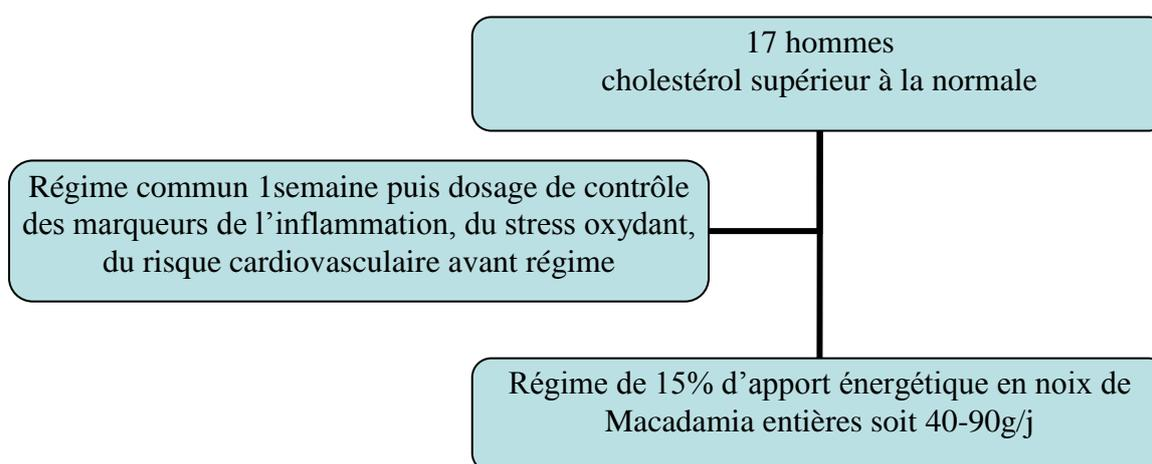 17 hommes
cholestérol supérieur à la normale
Régime commun 1semaine puis dosage de contrôle
des marqueurs de l’inflammation, du stress oxydant,
du risque cardiovasculaire avant régime
Régime de 15% d’apport énergétique en noix de
Macadamia entières soit 40-90g/j